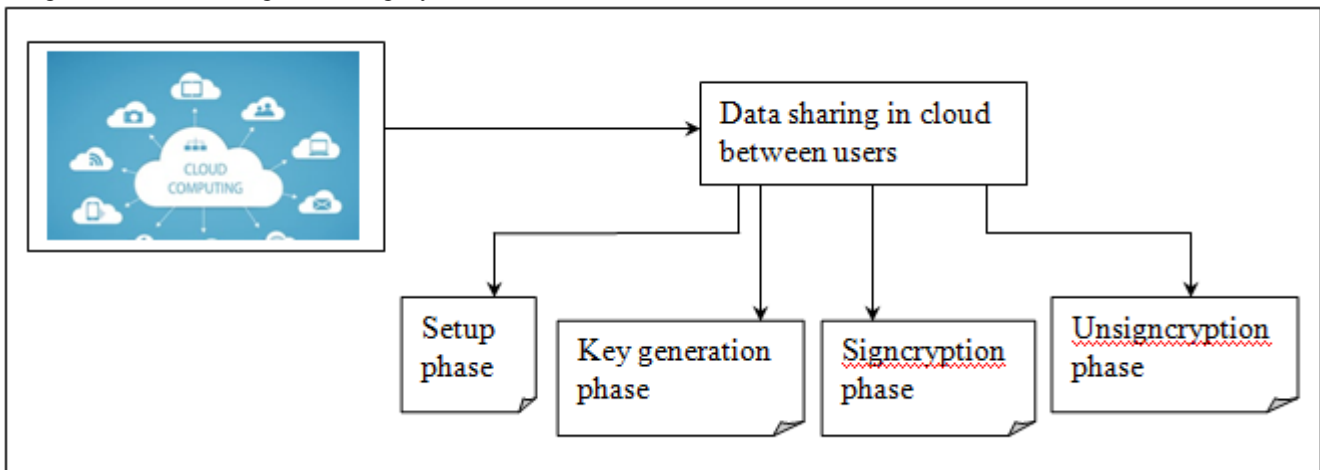 CLOUD
COMPUTING
Data sharing in cloud
between users
Setup
phase
Key generation
phase
Signcryption
phase
Unsigncryption
phase